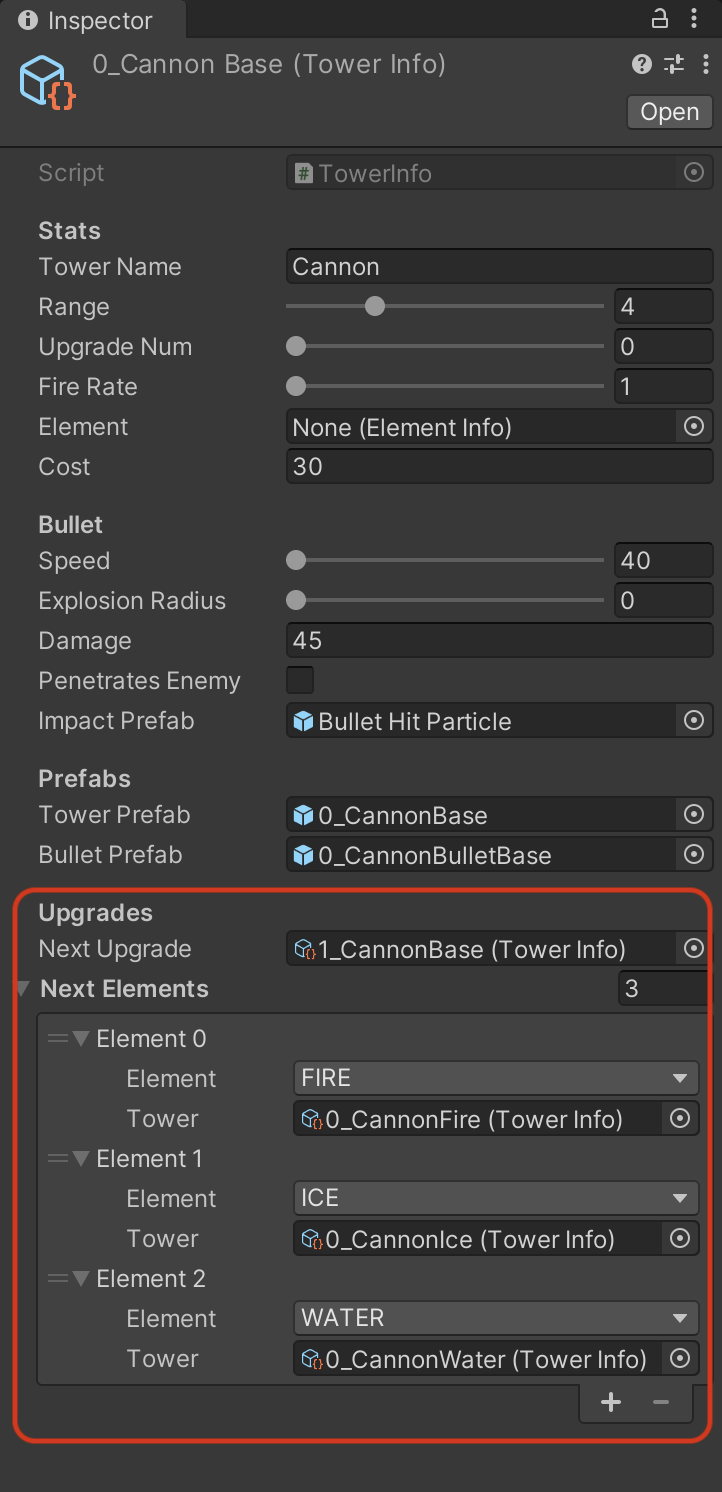 Inspector
0_Cannon Base (Tower Info)
Open
Script # TowerInfo
Stats
Tower Name Cannon
Range 4
Upgrade Num 0
Fire Rate 1
Element None (Element Info)
Cost 30
Bullet
Speed 40
Explosion Radius 0
Damage 45
Penetrates Enemy
Impact Prefab Bullet Hit Particle
Prefabs
Tower Prefab 0_CannonBase
Bullet Prefab 0_CannonBulletBase
Upgrades
Next Upgrade 1_CannonBase (Tower Info)
Next Elements 3
Element 0
Element FIRE
Tower 0_CannonFire (Tower Info)
Element 1
Element ICE
Tower 0_CannonIce (Tower Info)
Element 2
Element WATER
Tower 0_CannonWater (Tower Info)
+ −